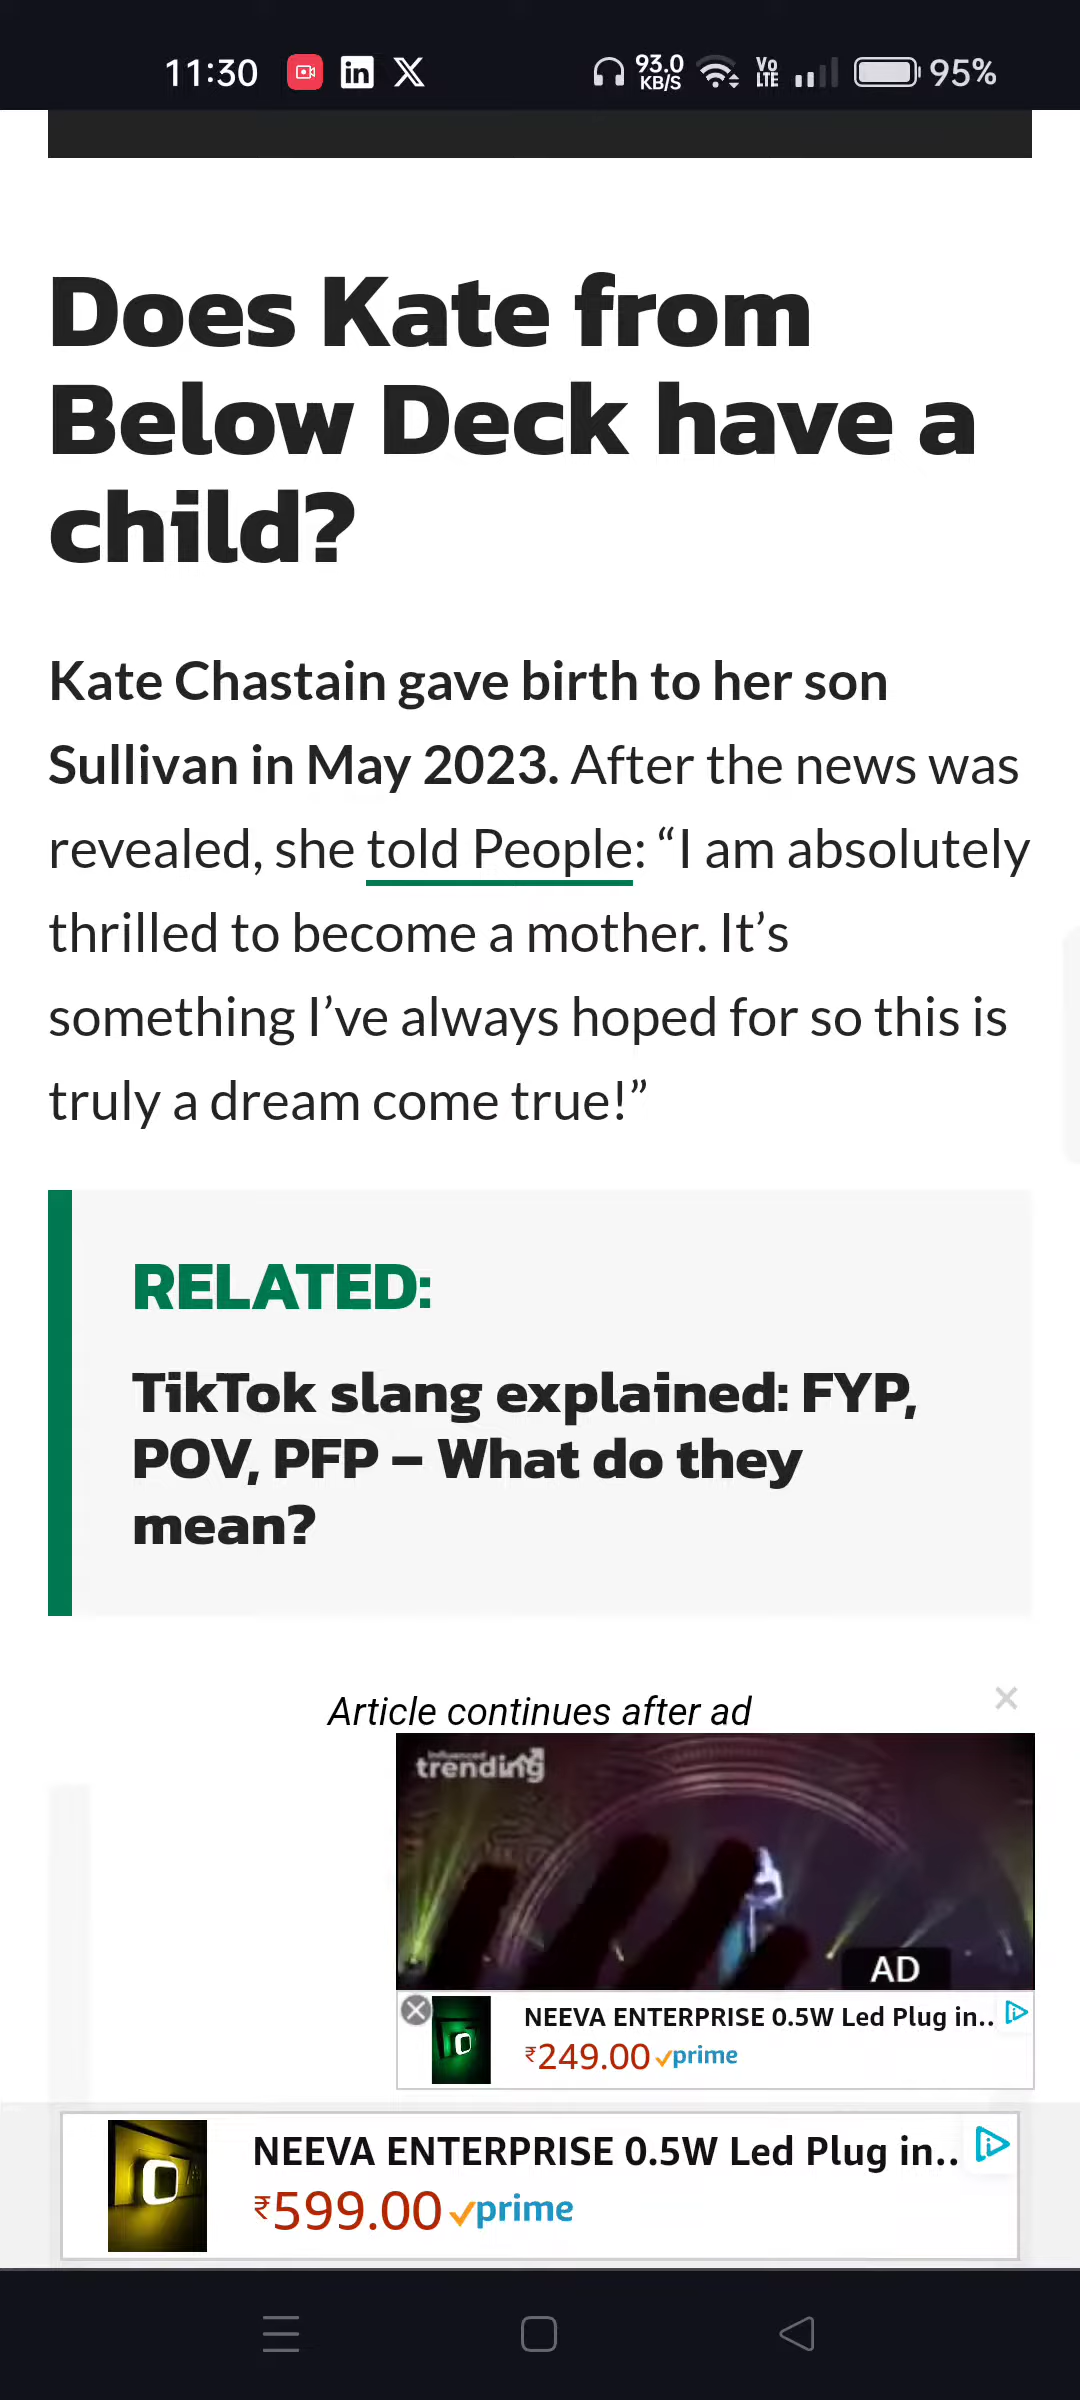 11:30
in
X
93.0
KB/S
Vo
LTE
95%
Does Kate from
Below Deck have a
child?
Kate Chastain gave birth to her son
Sullivan in May 2023. After the news was
revealed, she told People: “I am absolutely
thrilled to become a mother. It’s
something I’ve always hoped for so this is
truly a dream come true!”
RELATED:
TikTok slang explained: FYP,
POV, PFP – What do they
mean?
Article continues after ad
influenced
trending
AD
NEEVA ENTERPRISE 0.5W Led Plug in..
₹249.00 prime
NEEVA ENTERPRISE 0.5W Led Plug in..
₹599.00 prime